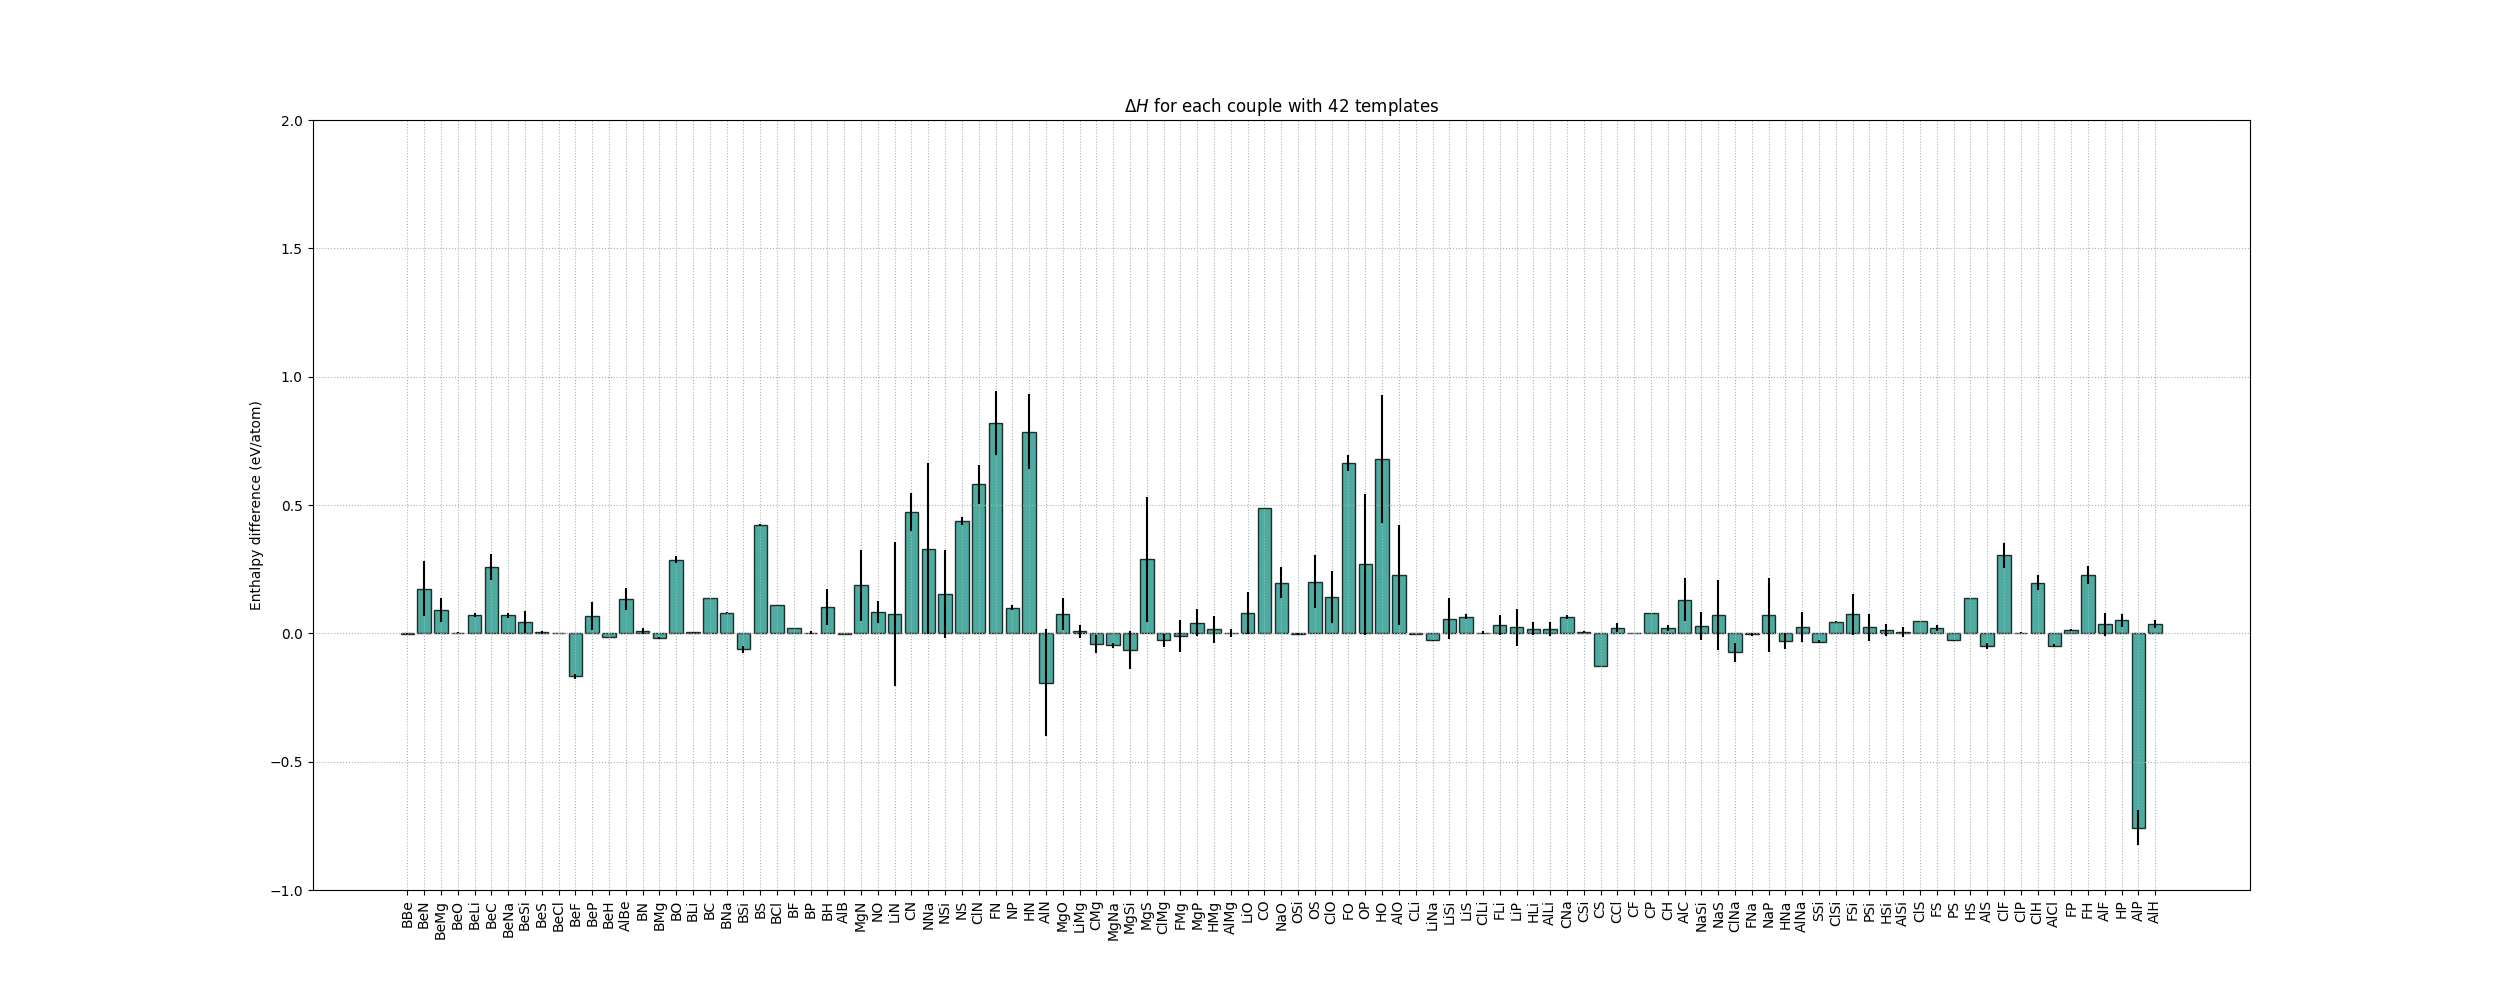 ΔH for each couple with 42 templates
Enthalpy difference (eV/atom)
2.0
1.5
1.0
0.5
0.0
−0.5
−1.0
BBe
BeN
BeMg
BeO
BeLi
BeC
BeNa
BeSi
BeS
BeCl
BeF
BeP
BeH
AlBe
BN
BLi
BMg
BO
BC
BNa
BSi
BS
BCl
BF
BP
BH
AlB
MgN
NO
LiN
CN
NNa
NSi
NS
ClN
FN
NP
HN
AlN
MgO
LiMg
CMg
MgNa
MgSi
MgS
ClMg
FMg
MgP
HMg
AlMg
LiO
CO
NaO
OSi
OS
ClO
FO
OP
HO
AlO
CLi
LiNa
LiSi
LiS
ClLi
FLi
LiP
HLi
AlLi
CNa
CSi
CS
CCl
CF
CP
CH
AlC
NaSi
NaS
ClNa
FNa
NaP
HNa
AlNa
SSi
ClSi
FSi
PSi
HSi
AlSi
ClS
FS
PS
HS
AlS
ClF
ClP
ClH
AlCl
FP
FH
AlF
HP
AlP
AlH